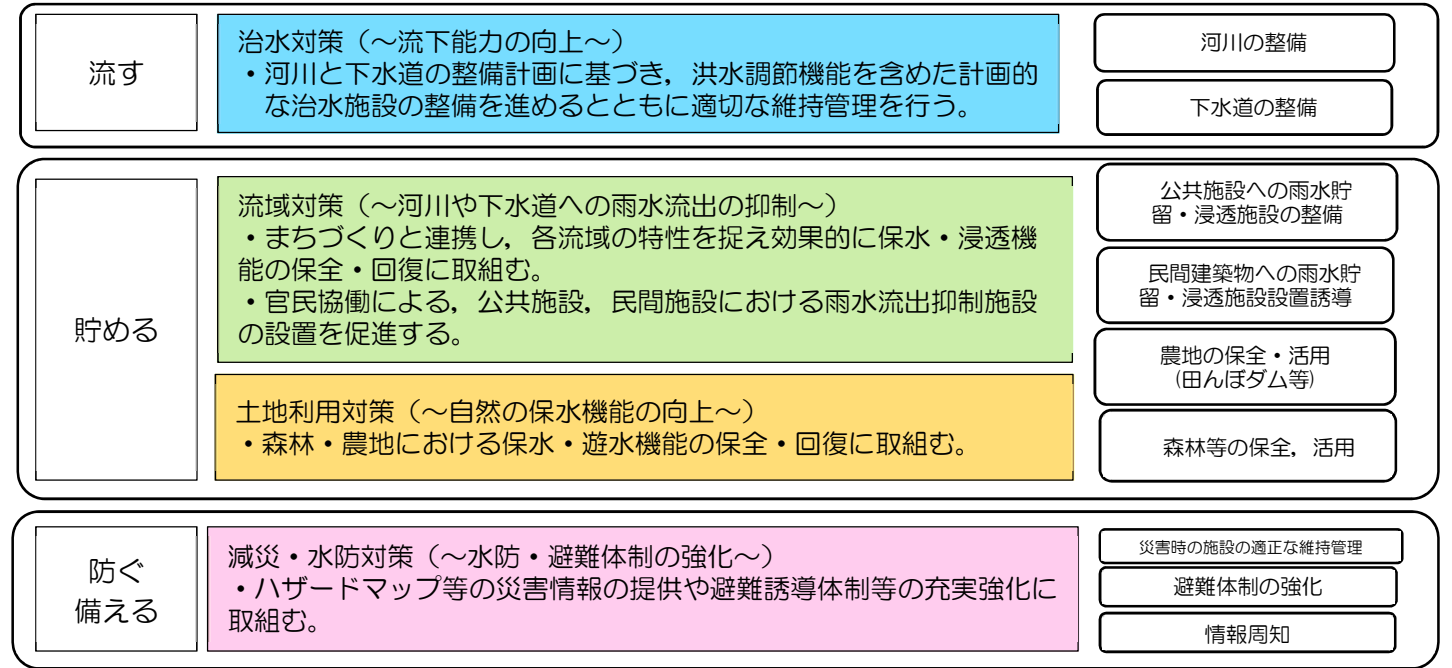 流す
治水対策（～流下能力の向上～）
・河川と下水道の整備計画に基づき，洪水調節機能を含めた計画的
な治水施設の整備を進めるとともに適切な維持管理を行う。
河川の整備
下水道の整備
貯める
流域対策（～河川や下水道への雨水流出の抑制～）
・まちづくりと連携し，各流域の特性を捉え効果的に保水・浸透機
能の保全・回復に取組む。
・官民協働による，公共施設，民間施設における雨水流出抑制施設
の設置を促進する。
土地利用対策（～自然の保水機能の向上～）
・森林・農地における保水・遊水機能の保全・回復に取組む。
公共施設への雨水貯
留・浸透施設の整備
民間建築物への雨水貯
留・浸透施設設置誘導
農地の保全・活用
(田んぼダム等)
森林等の保全，活用
防ぐ
備える
減災・水防対策（～水防・避難体制の強化～）
・ハザードマップ等の災害情報の提供や避難誘導体制等の充実強化に
取組む。
災害時の施設の適正な維持管理
避難体制の強化
情報周知